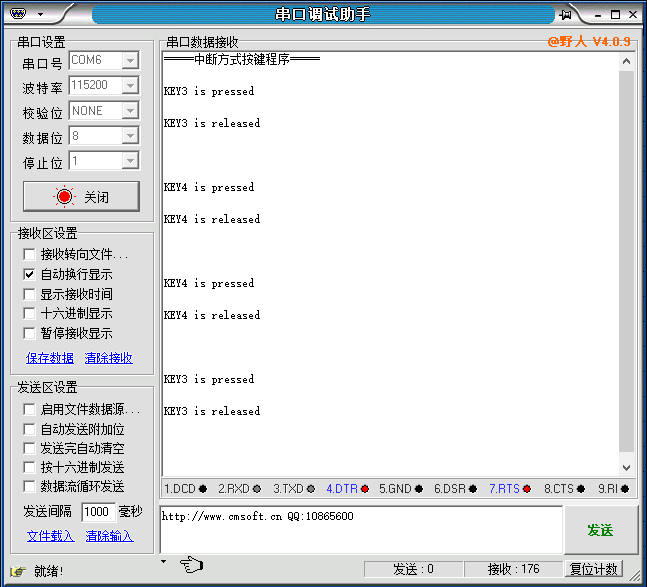 串口调试助手
串口设置
串口号 COM6
波特率 115200
校验位 NONE
数据位 8
停止位 1
关闭
接收区设置
接收转向文件...
自动换行显示
显示接收时间
十六进制显示
暂停接收显示
保存数据 清除接收
发送区设置
启用文件数据源...
自动发送附加位
发送完自动清空
按十六进制发送
数据流循环发送
发送间隔 1000 毫秒
文件载入 清除输入
串口数据接收
@野人 V4.0.9
=====中断方式按键程序=====
KEY3 is pressed
KEY3 is released
KEY4 is pressed
KEY4 is released
KEY4 is pressed
KEY4 is released
KEY3 is pressed
KEY3 is released
1.DCD 2.RXD 3.TXD 4.DTR 5.GND 6.DSR 7.RTS 8.CTS 9.RI
http://www.cmsoft.cn QQ:10865600
发送
就绪! 发送 : 0 接收 : 176 复位计数